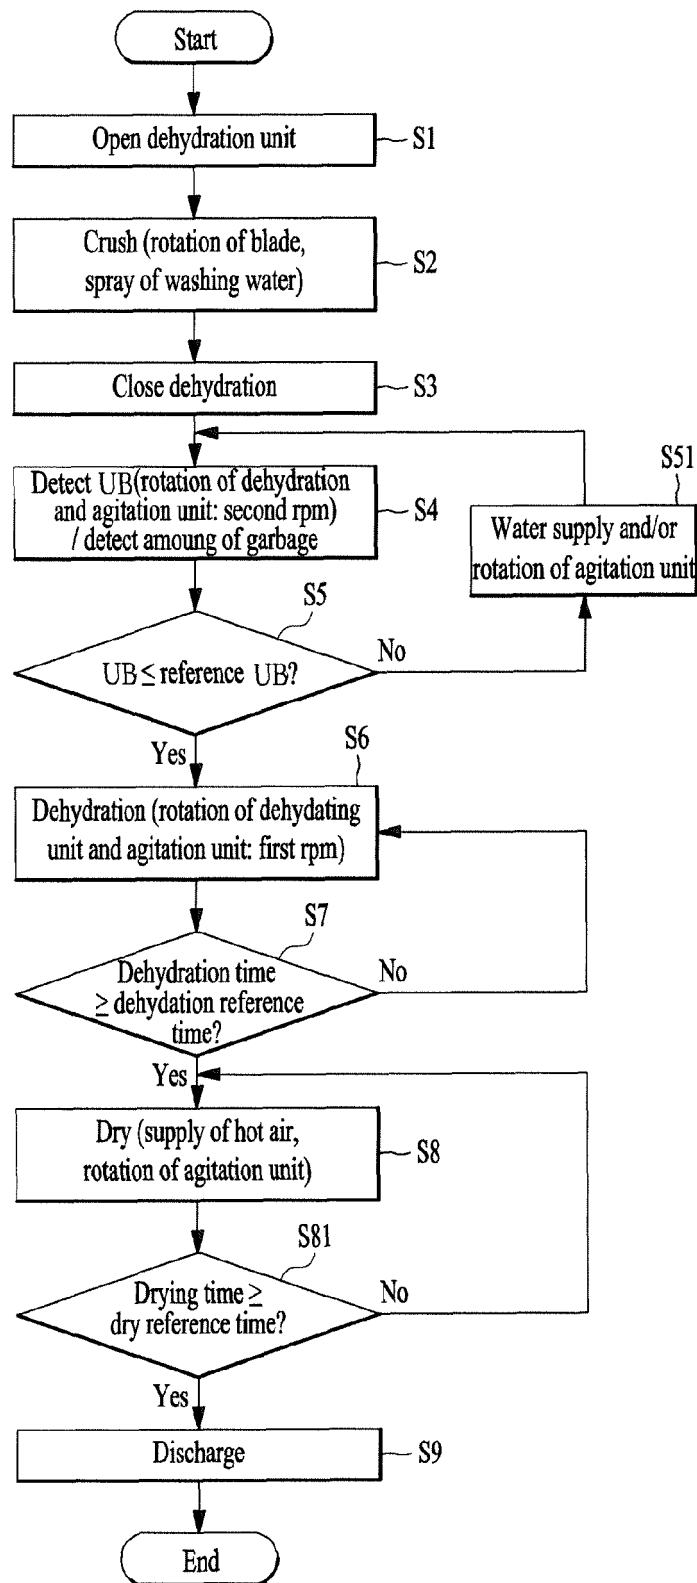 Start
Open dehydration unit
S1
Crush (rotation of blade,
spray of washing water)
S2
Close dehydration
S3
Detect UB(rotation of dehydration
and agitation unit: second rpm)
/ detect amoung of garbage
S4
S51
Water supply and/or
rotation of agitation unit
S5
UB ≤ reference UB?
No
Yes
S6
Dehydration (rotation of dehydating
unit and agitation unit: first rpm)
S7
Dehydration time
≥ dehydation reference
time?
No
Yes
Dry (supply of hot air,
rotation of agitation unit)
S8
S81
Drying time ≥
dry reference time?
No
Yes
Discharge
S9
End